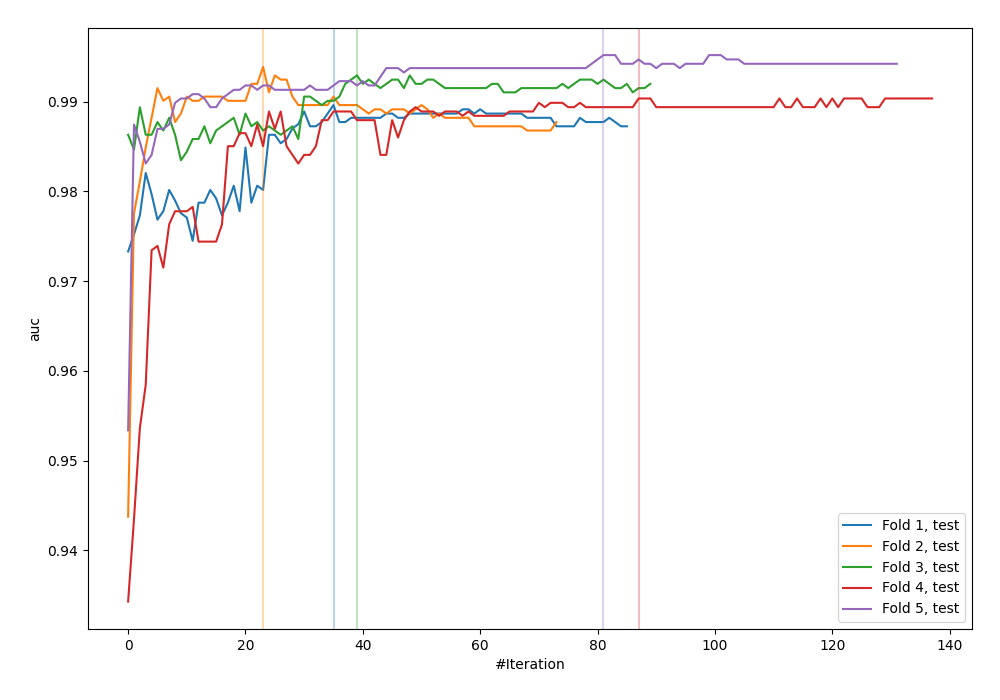 0.99
0.98
0.97
0.96
0.95
0.94
auc
0 20 40 60 80 100 120 140
#Iteration
Fold 1, test
Fold 2, test
Fold 3, test
Fold 4, test
Fold 5, test